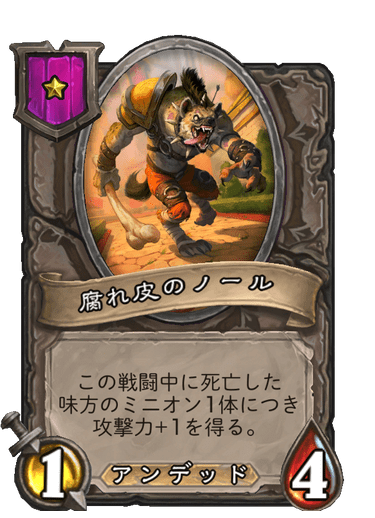 腐れ皮のノール
この戦闘中に死亡した
味方のミニオン1体につき
攻撃力+1を得る。
アンデッド
1
4